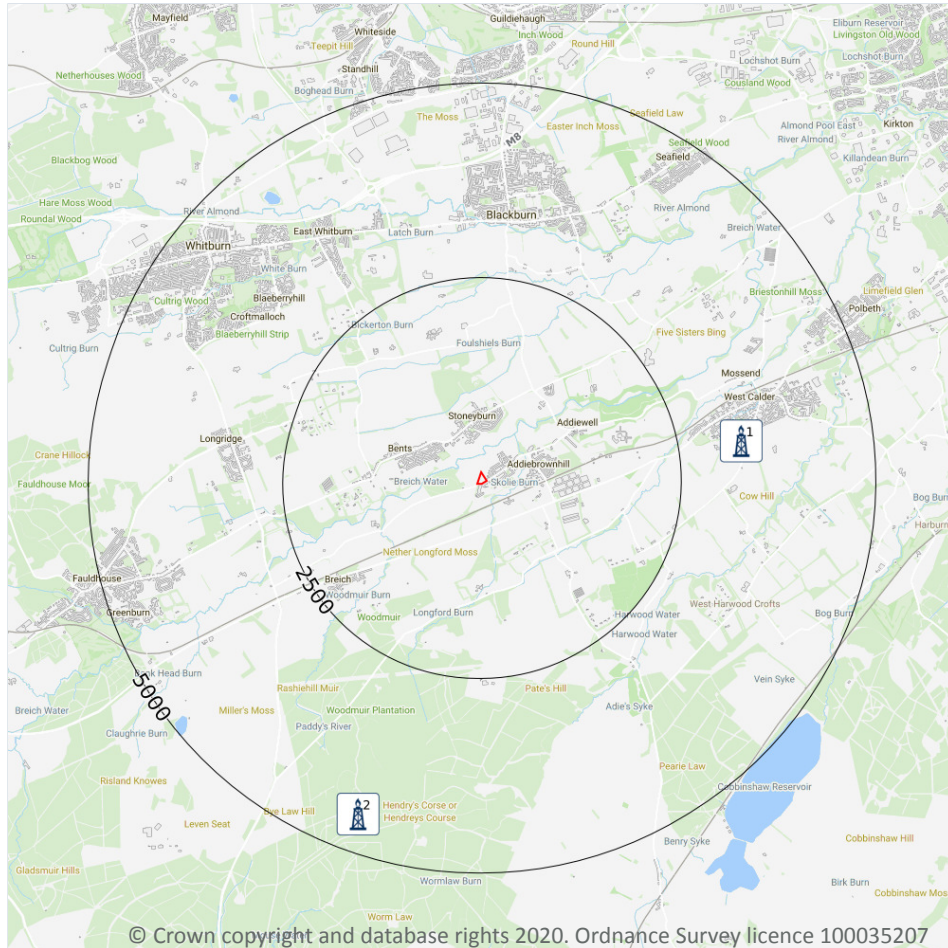 Mayfield
Guildiehaugh
Eliburn Reservoir
Livingston Old Wood
Whiteside
Inch Wood
Teepit Hill
Round Hill
Lochshot Burn
Lochshot Burn
Standhill
Netherhouses Wood
Cousland Wood
Boghead Burn
The Moss
Seafield Law
Easter Inch Moss
Almond Pool East
Kirkton
M8
River Almond
Seafield Wood
Seafield
Blackbog Wood
Killandean Burn
Hare Moss Wood
River Almond
River Almond
Roundal Wood
Blackburn
East Whitburn
Latch Burn
Breich Water
Whitburn
White Burn
Briestonhill Moss
Limefield Glen
Cultrig Wood
Blaeberryhill
Polbeth
Croftmalloch
Bickerton Burn
Blaeberryhill Strip
Five Sisters Bing
Cultrig Burn
Foulshiels Burn
Mossend
West Calder
Stoneyburn
Addiewell
1
Longridge
Bents
Crane Hillock
Addiebrownhill
Breich Water
Skolie Burn
Fauldhouse Moor
Cow Hill
Bog Burn
Harburn
Nether Longford Moss
Fauldhouse
Breich
2500
Woodmuir Burn
West Harwood Crofts
Greenburn
Woodmuir
Longford Burn
Harwood Water
Bog Burn
Harwood Water
Bank Head Burn
Vein Syke
Rashiehill Muir
Pate's Hill
5000
Breich Water
Miller's Moss
Woodmuir Plantation
Adie's Syke
Paddy's River
Claughrie Burn
Pearie Law
Risland Knowes
Cobbinshaw Reservoir
2
Hendry's Corse or
Hendreys Course
Bye Law Hill
Leven Seat
Benry Syke
Cobbinshaw Hill
Gladsmuir Hills
Wormlaw Burn
Birk Burn
Cobbinshaw Mos
Worm Law
© Crown copyright and database rights 2020. Ordnance Survey licence 100035207